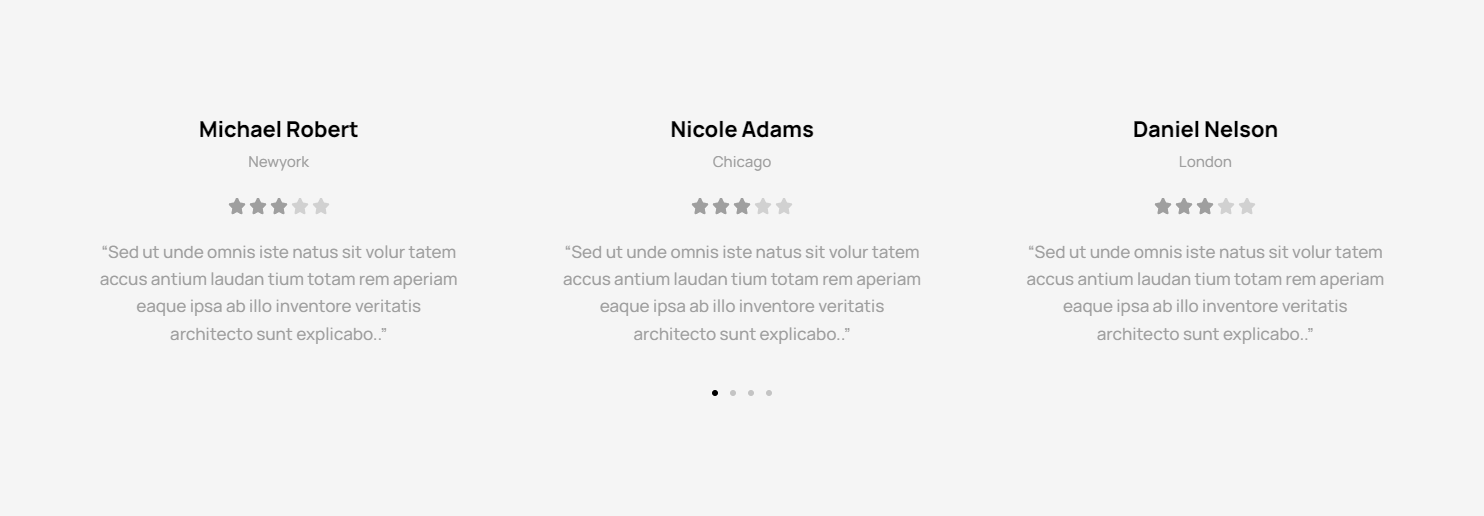 Michael Robert
Newyork
“Sed ut unde omnis iste natus sit volur tatem
accus antium laudan tium totam rem aperiam
eaque ipsa ab illo inventore veritatis
architecto sunt explicabo..”
Nicole Adams
Chicago
“Sed ut unde omnis iste natus sit volur tatem
accus antium laudan tium totam rem aperiam
eaque ipsa ab illo inventore veritatis
architecto sunt explicabo..”
Daniel Nelson
London
“Sed ut unde omnis iste natus sit volur tatem
accus antium laudan tium totam rem aperiam
eaque ipsa ab illo inventore veritatis
architecto sunt explicabo..”